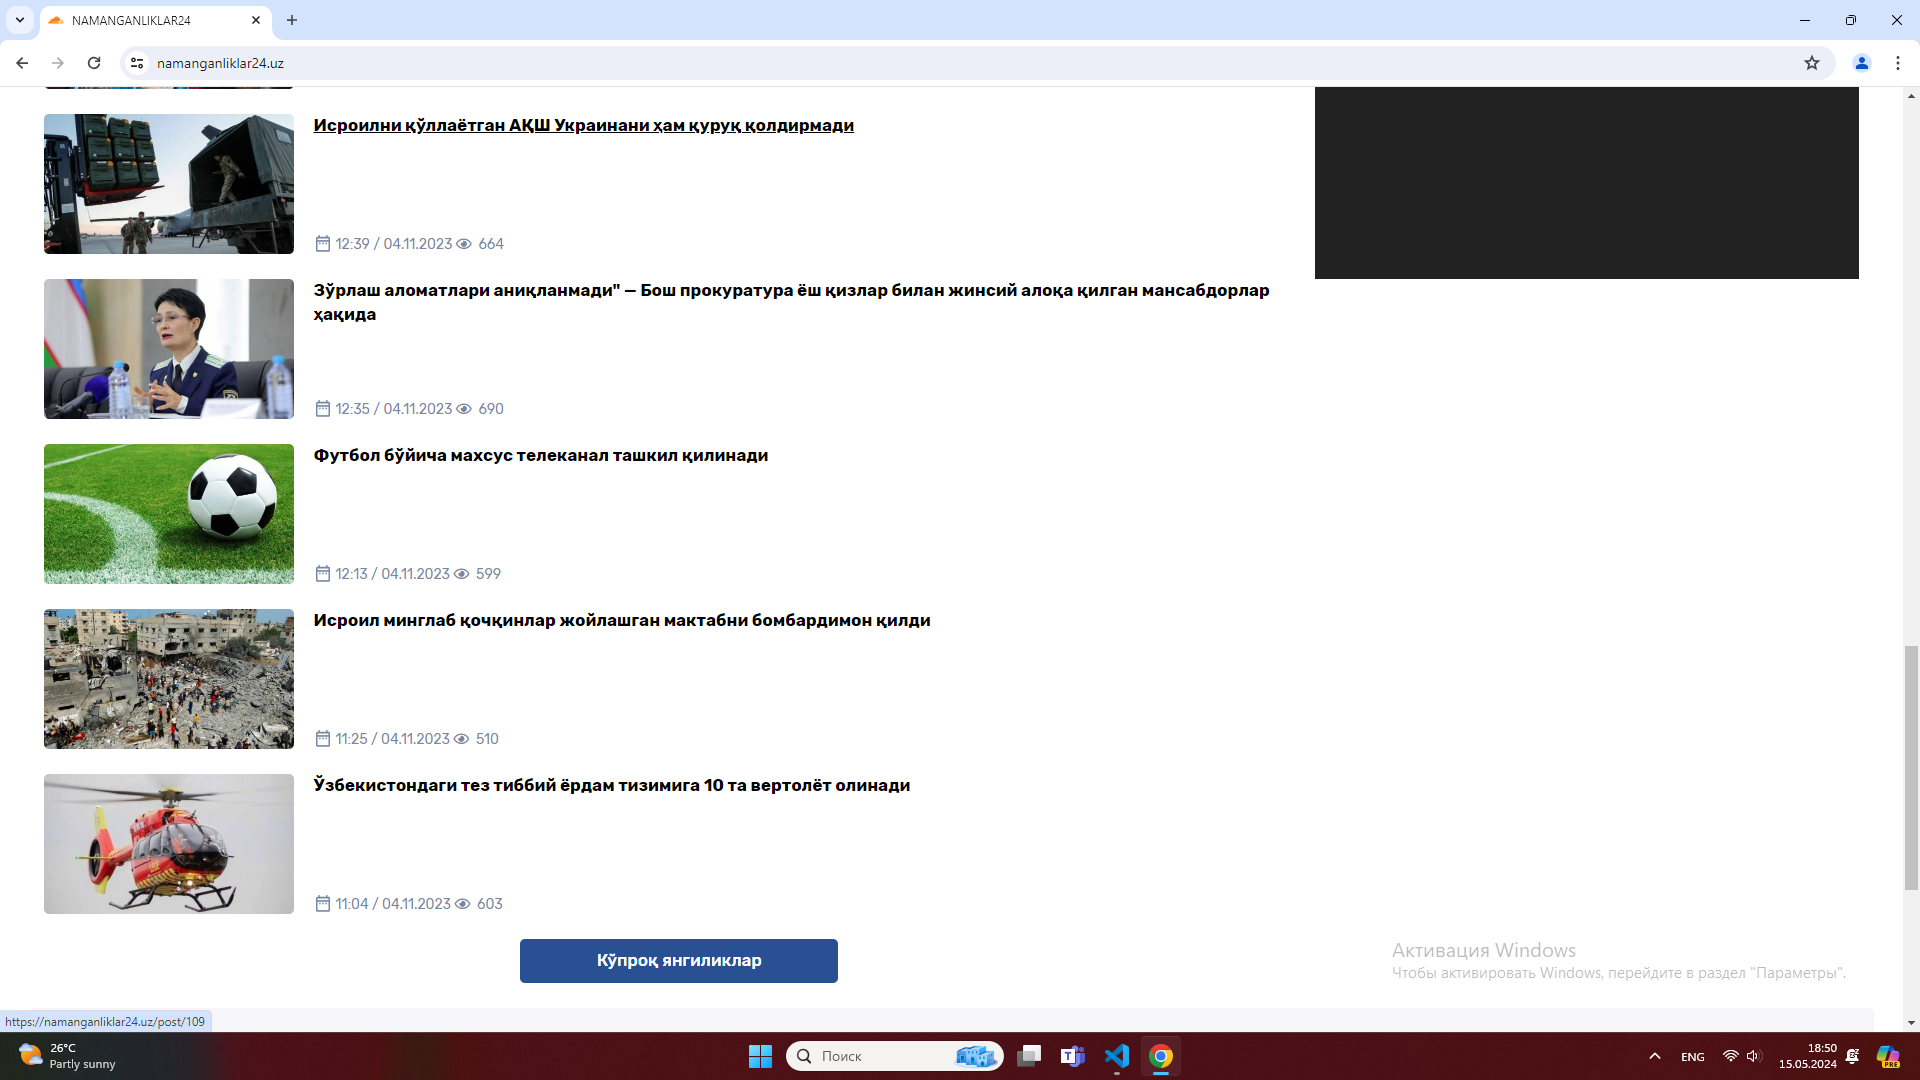 NAMANGANLIKLAR24
namanganliklar24.uz
Исроилни қўллаётган АҚШ Украинани ҳам қуруқ қолдирмади
12:39 / 04.11.2023 664
Зўрлаш аломатлари аниқланмади" — Бош прокуратура ёш қизлар билан жинсий алоқа қилган мансабдорлар
ҳақида
12:35 / 04.11.2023 690
Футбол бўйича махсус телеканал ташкил қилинади
12:13 / 04.11.2023 599
Исроил минглаб қочқинлар жойлашган мактабни бомбардимон қилди
11:25 / 04.11.2023 510
Ўзбекистондаги тез тиббий ёрдам тизимига 10 та вертолёт олинади
11:04 / 04.11.2023 603
Кўпроқ янгиликлар
Активация Windows
Чтобы активировать Windows, перейдите в раздел "Параметры".
https://namanganliklar24.uz/post/109
26°C
Partly sunny
Поиск
ENG
18:50
15.05.2024
PRE